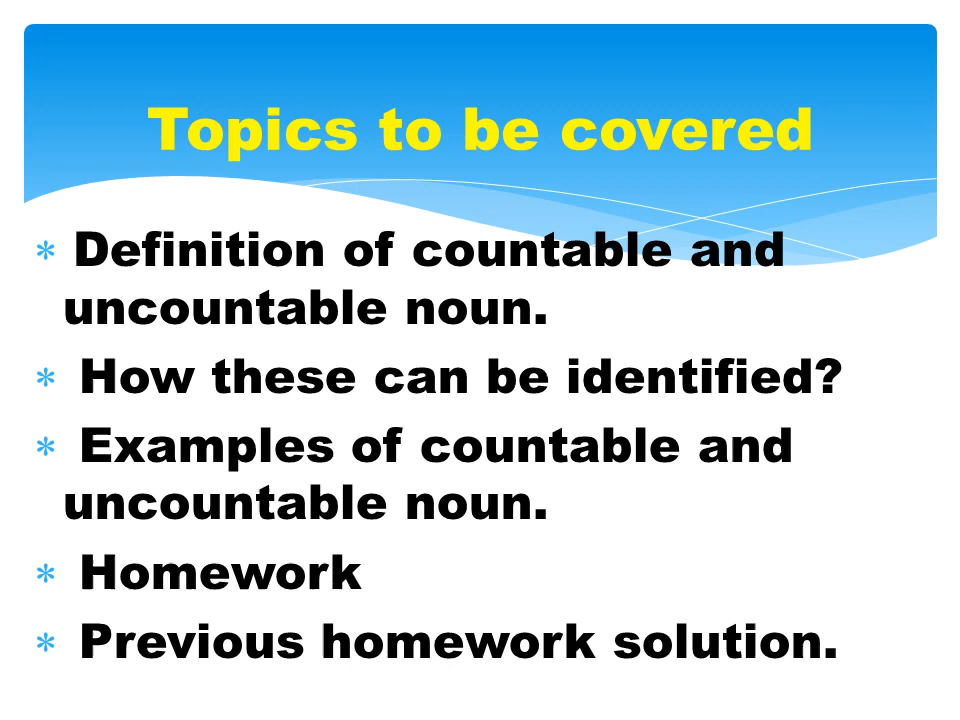 Topics to be covered
* Definition of countable and
uncountable noun.
* How these can be identified?
* Examples of countable and
uncountable noun.
* Homework
* Previous homework solution.